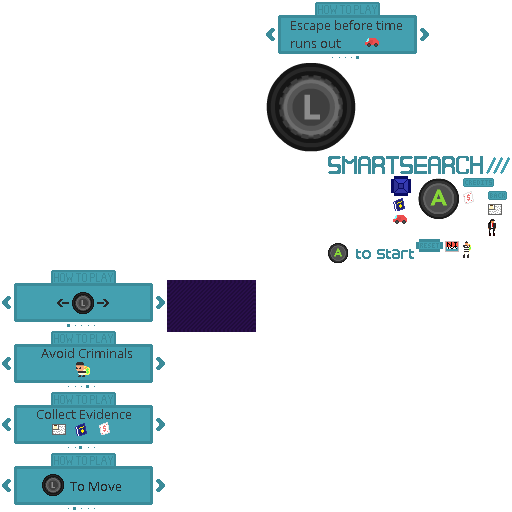 HOW TO PLAY
Escape before time
runs out
L
SMARTSEARCH///
A
A to start
HOW TO PLAY
L
HOW TO PLAY
Avoid Criminals
HOW TO PLAY
Collect Evidence
HOW TO PLAY
L To Move